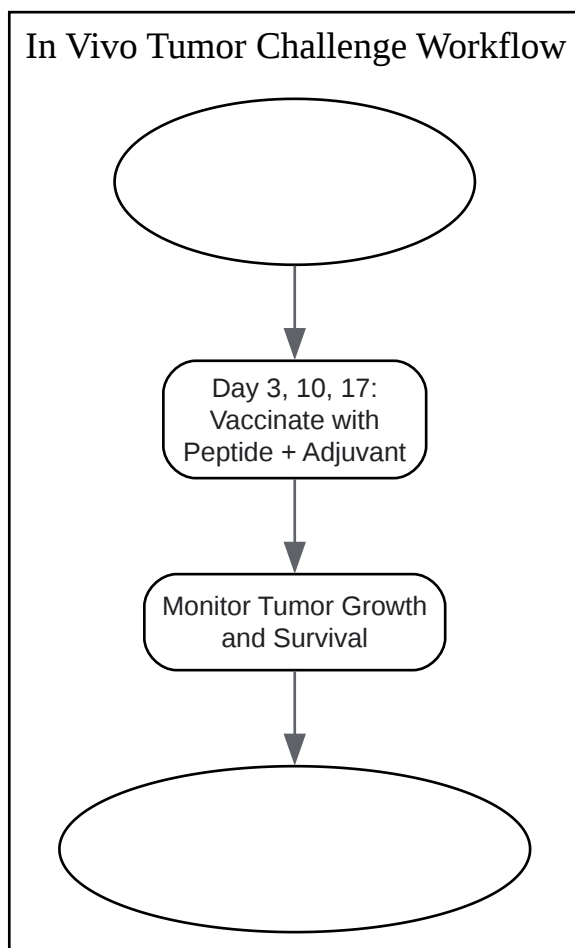 In Vivo Tumor Challenge Workflow
Day 3, 10, 17:
Vaccinate with
Peptide + Adjuvant
Monitor Tumor Growth
and Survival